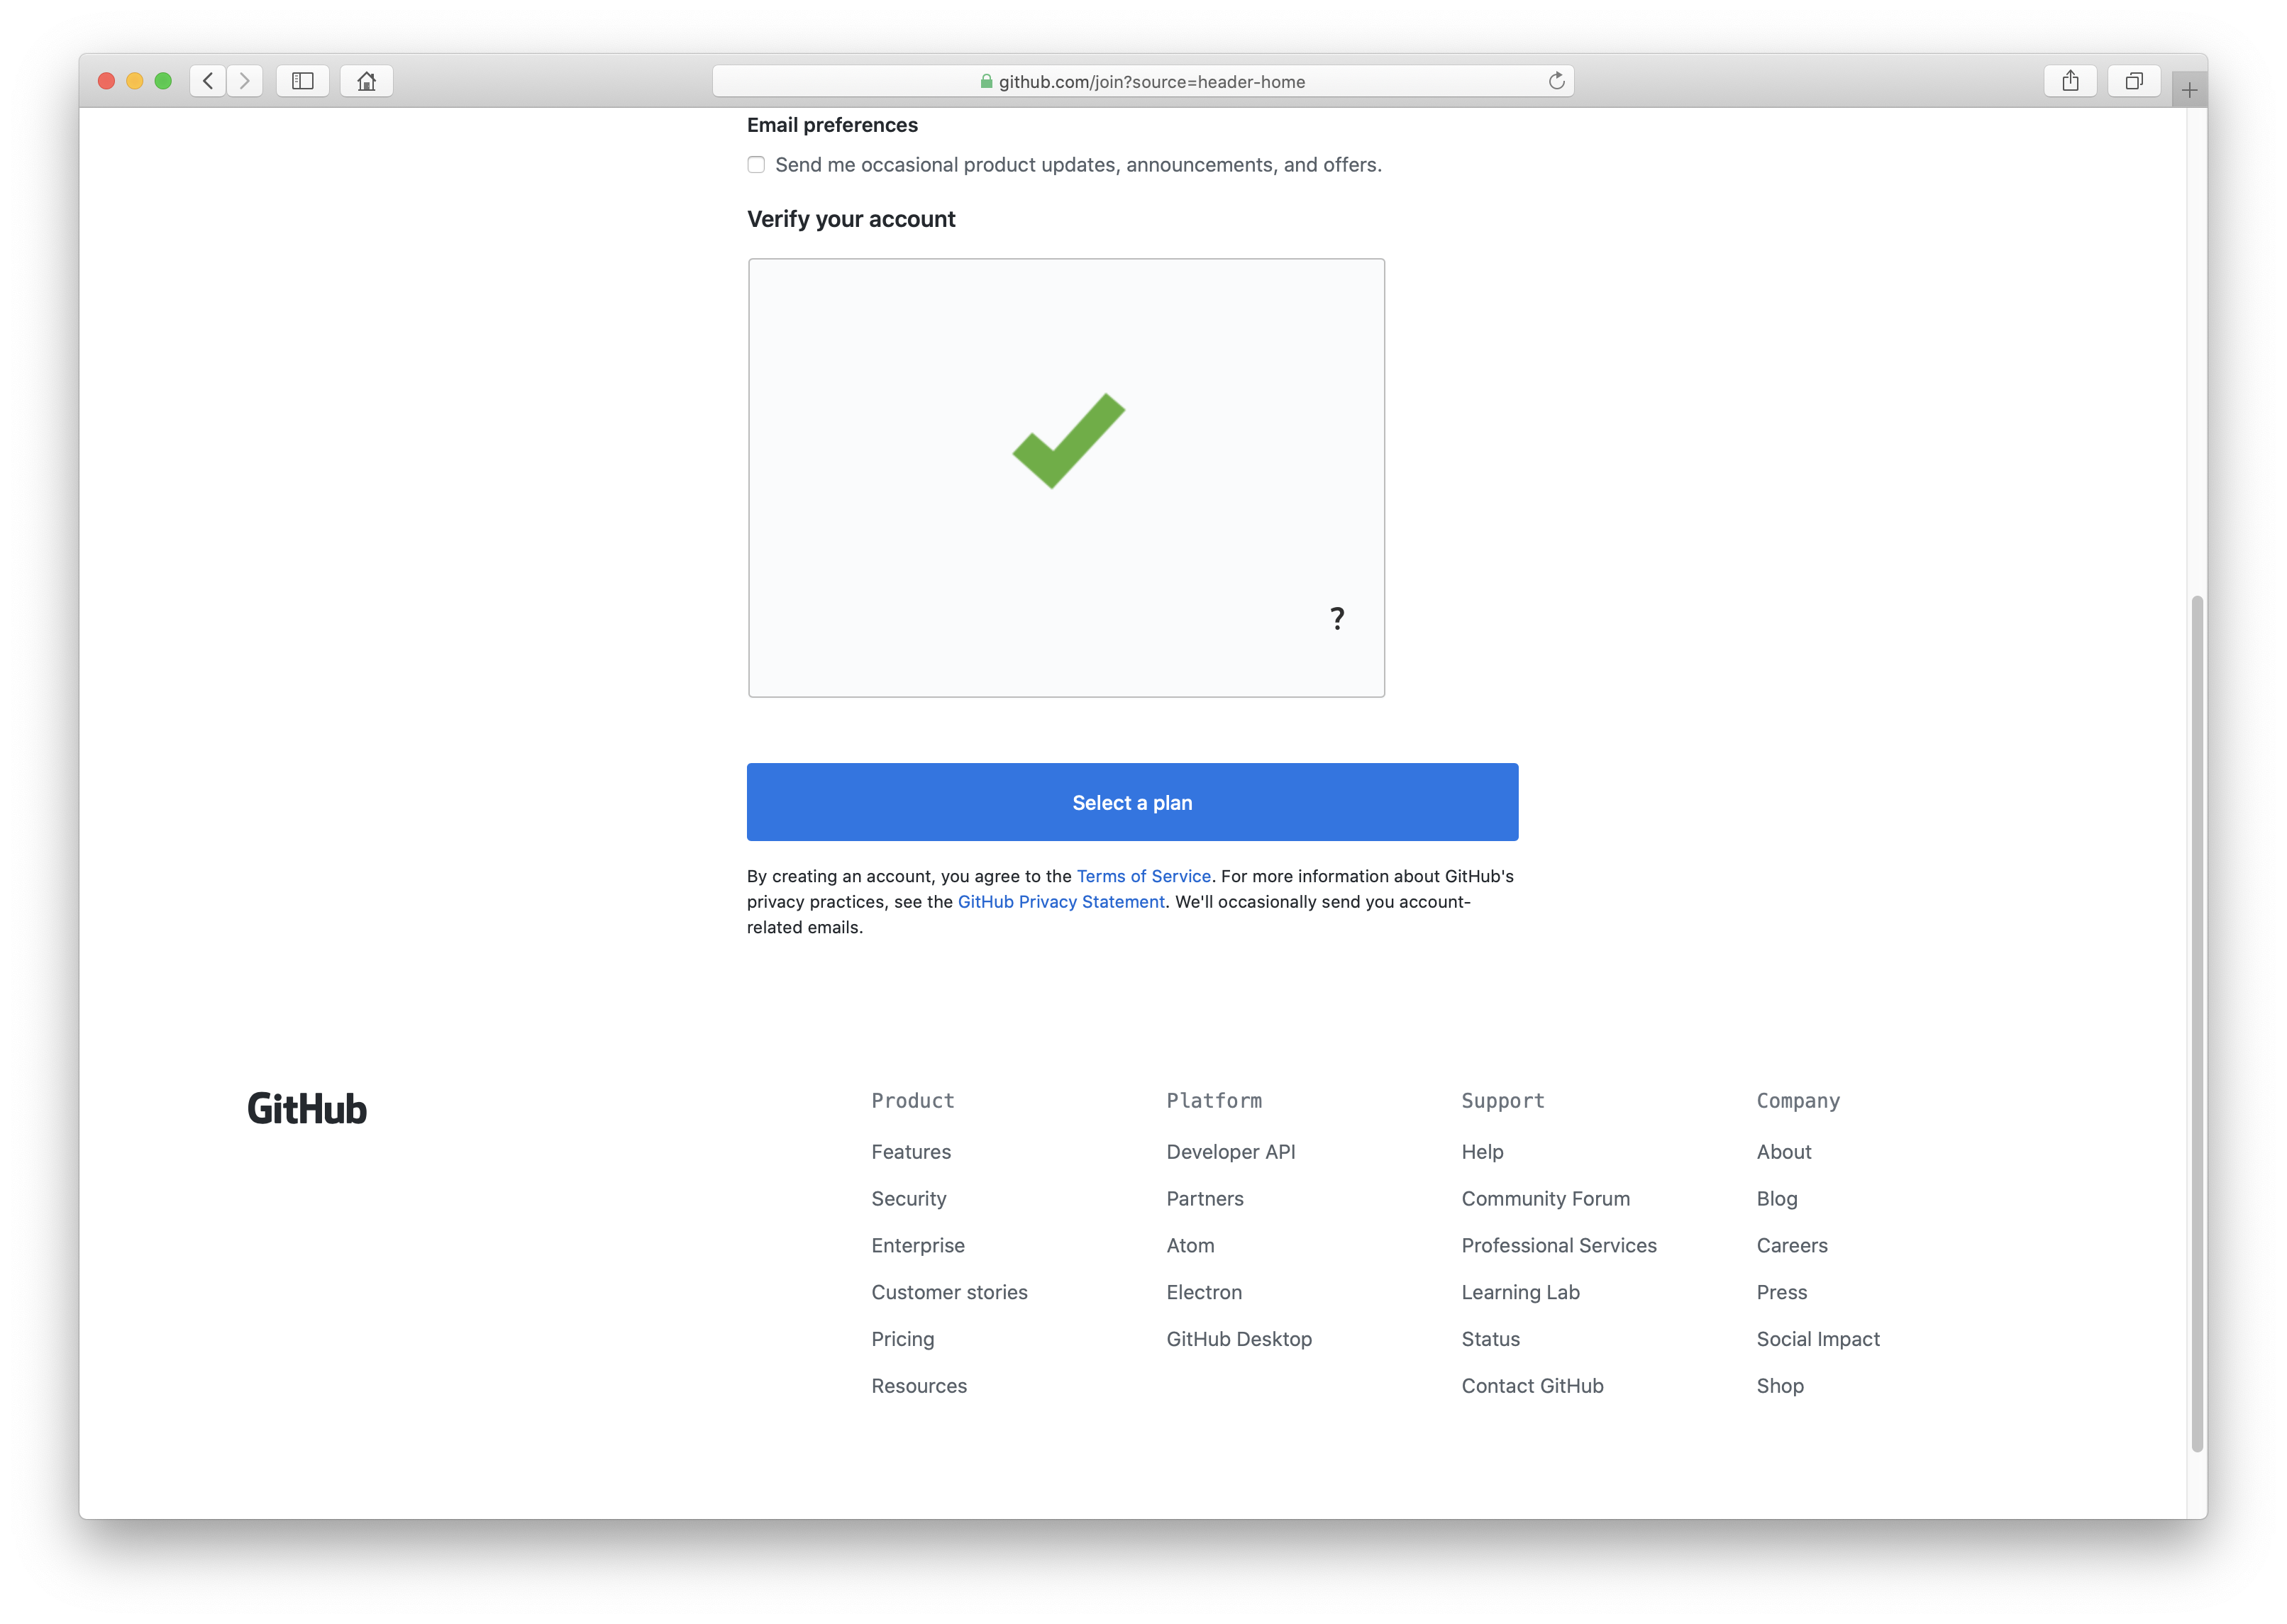 github.com/join?source=header-home
Email preferences
Send me occasional product updates, announcements, and offers.
Verify your account
?
Select a plan
By creating an account, you agree to the Terms of Service. For more information about GitHub's
privacy practices, see the GitHub Privacy Statement. We'll occasionally send you account-
related emails.
GitHub
Product
Features
Security
Enterprise
Customer stories
Pricing
Resources
Platform
Developer API
Partners
Atom
Electron
GitHub Desktop
Support
Help
Community Forum
Professional Services
Learning Lab
Status
Contact GitHub
Company
About
Blog
Careers
Press
Social Impact
Shop